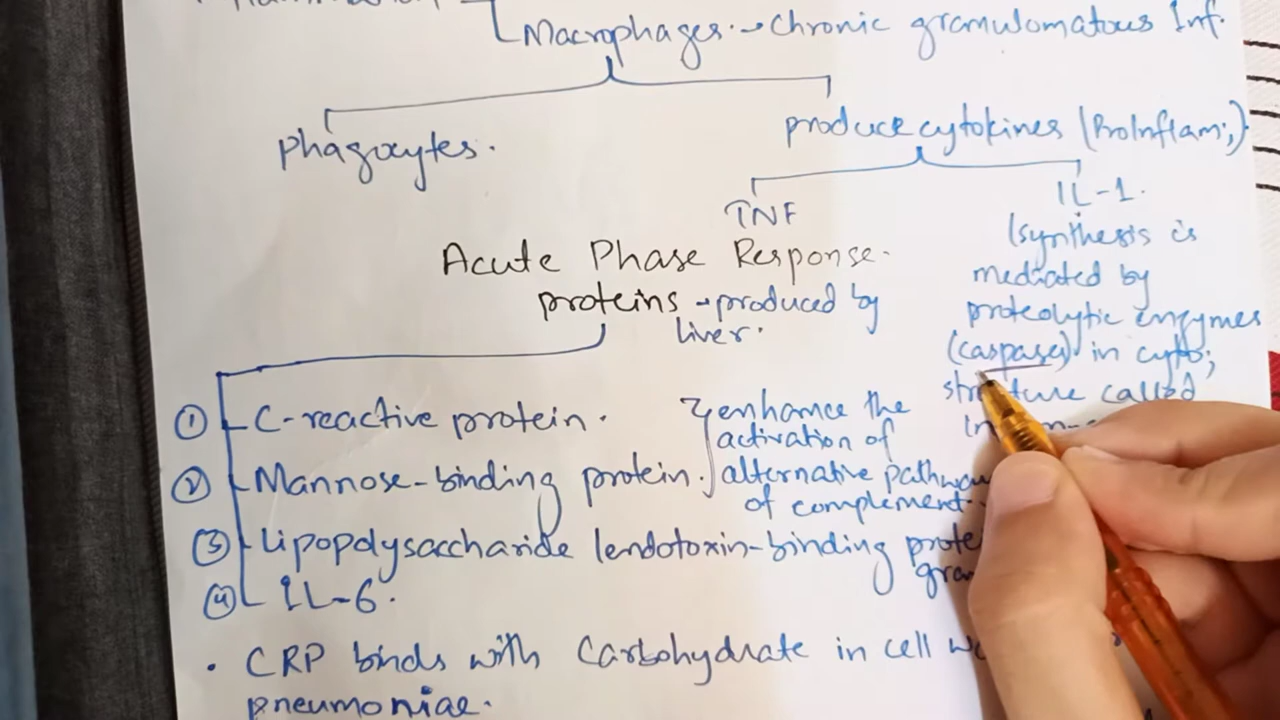 Macrophages. → Chronic granulomatous Inf.
Phagocytes.
produce cytokines (ProInflam;)
TNF
IL-1.
(synthesis is
mediated by
proteolytic enzymes
(caspase) in cyto;
structure called
Acute Phase Response.
proteins → produced by
liver.
① C-reactive protein.
② Mannose-binding protein.
enhance the
activation of
alternative pathway
of complement.
③ Lipopolysaccharide (endotoxin-binding
④ IL-6.
• CRP binds with Carbohydrate in cell
pneumoniae.